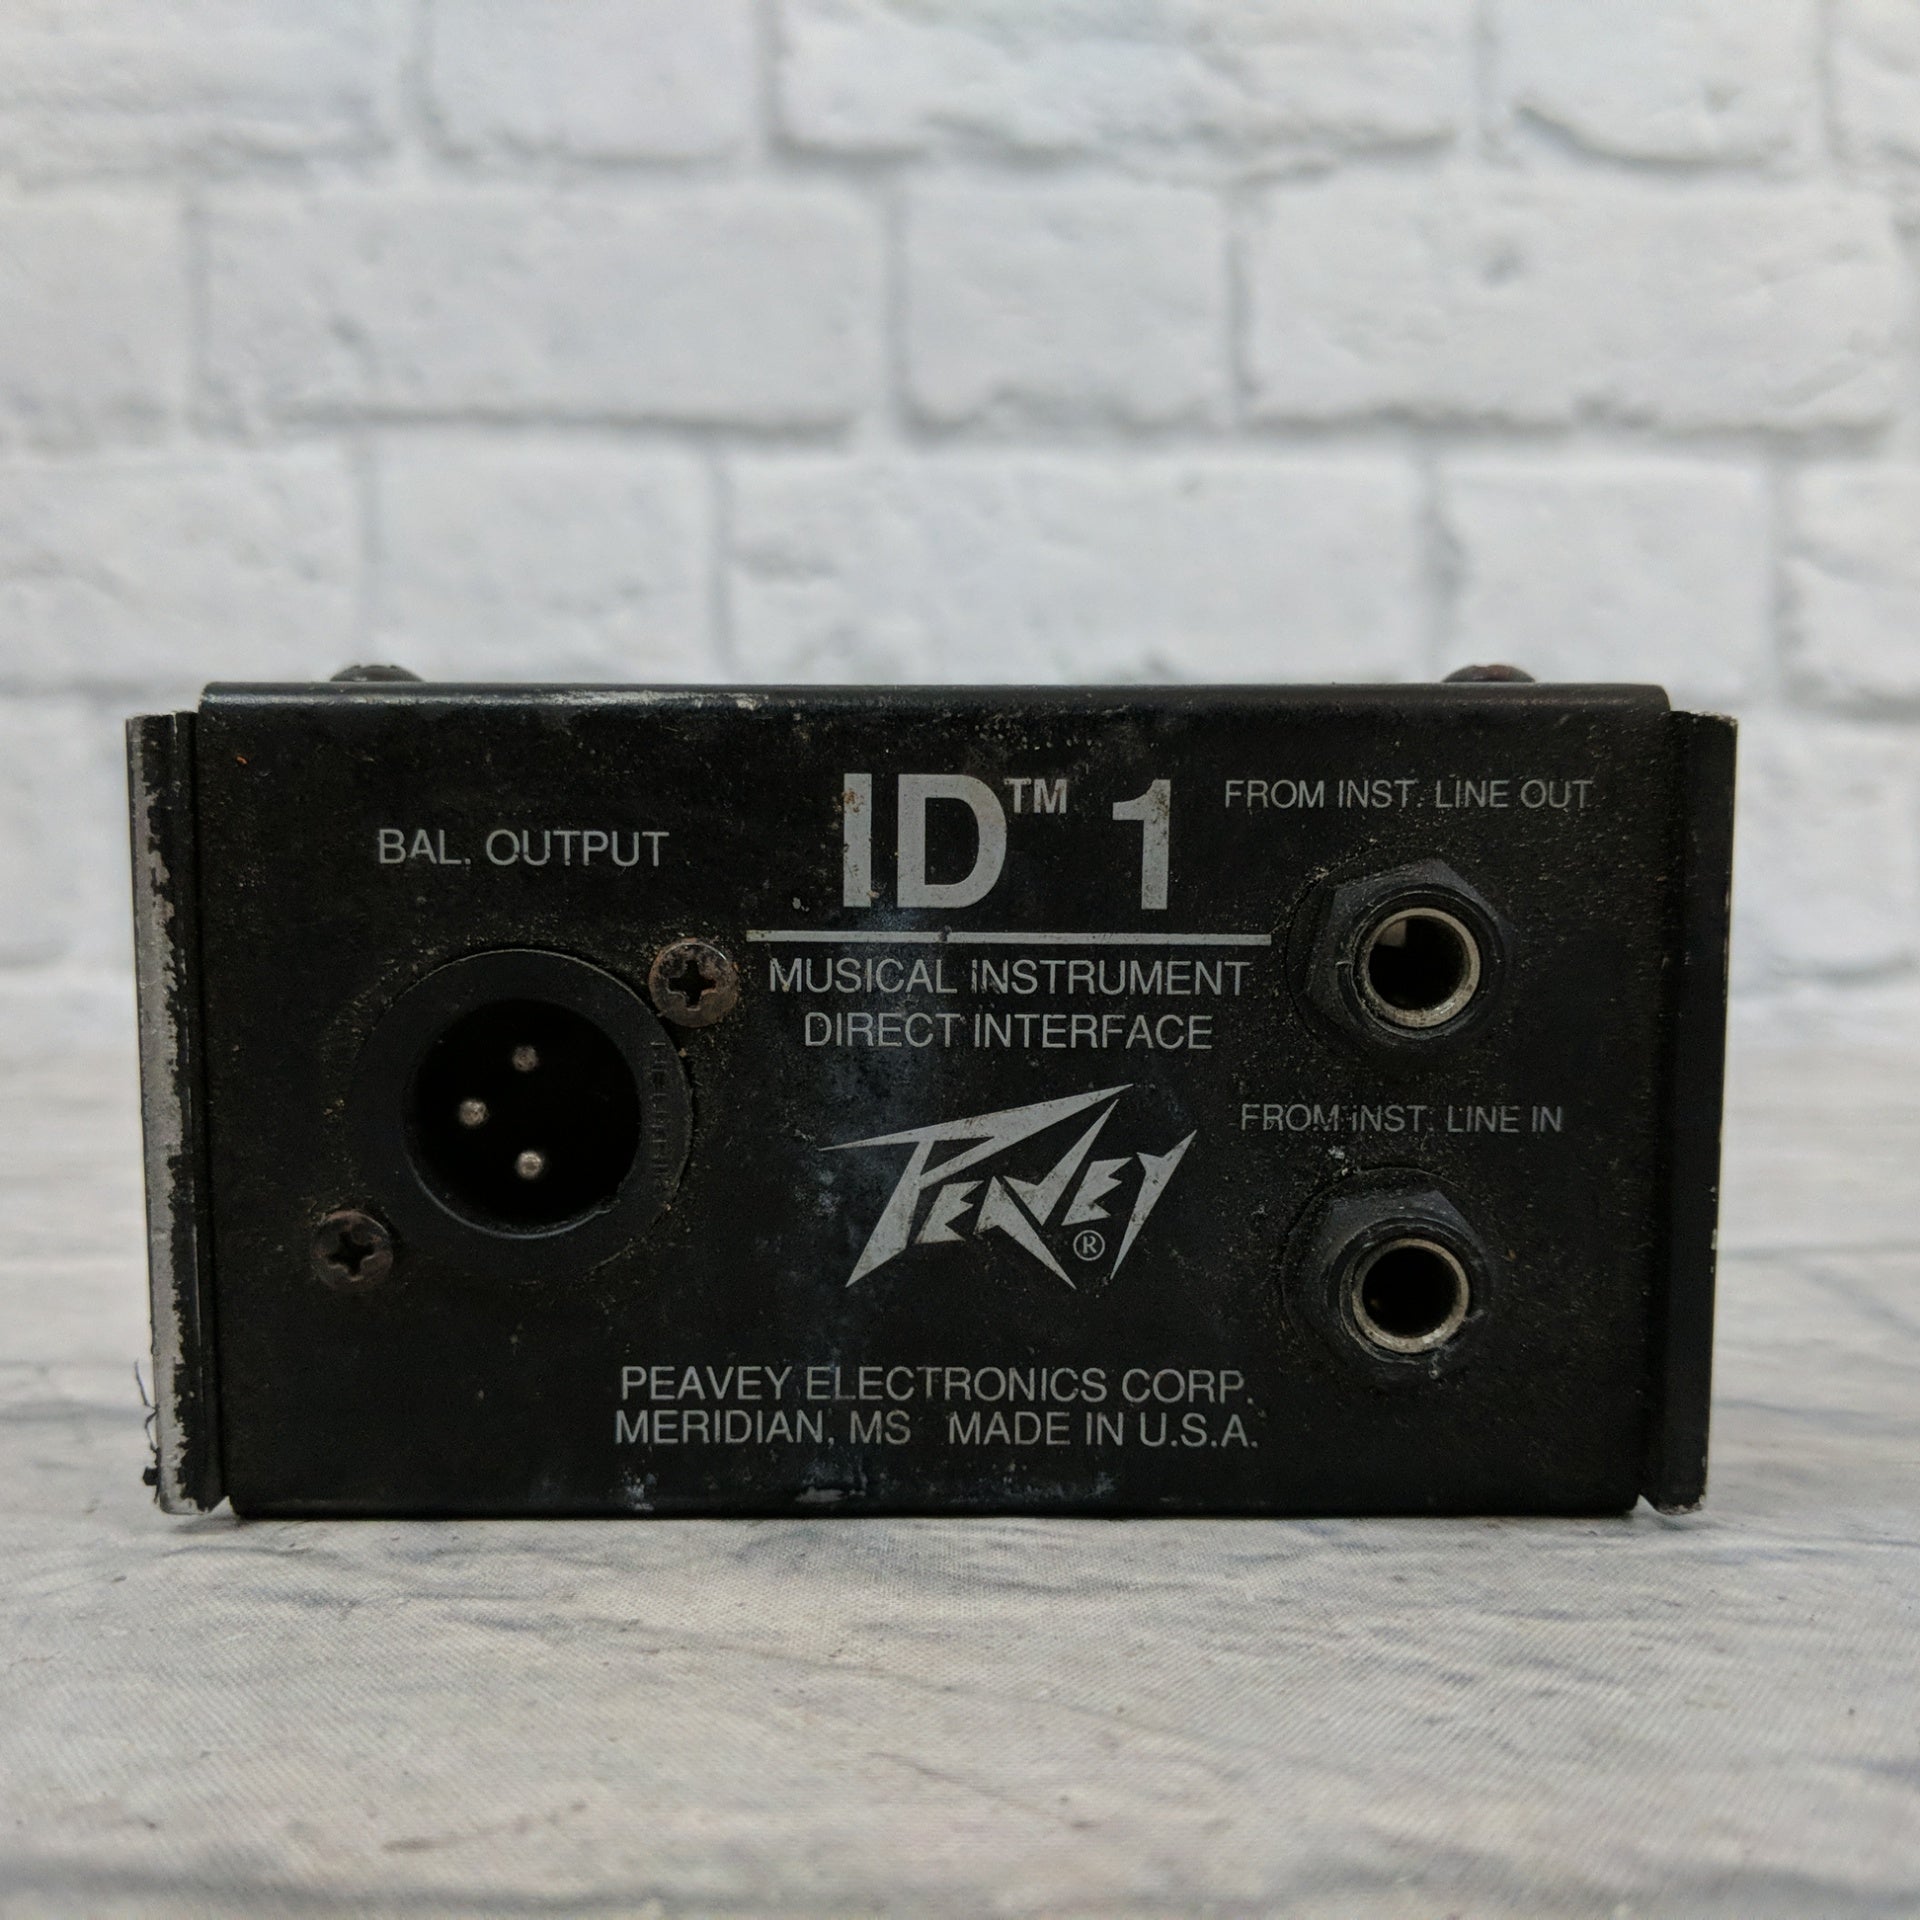 BAL. OUTPUT
ID™ 1
MUSICAL INSTRUMENT
DIRECT INTERFACE
PEAVEY ®
FROM INST. LINE OUT
FROM INST. LINE IN
PEAVEY ELECTRONICS CORP.
MERIDIAN, MS MADE IN U.S.A.